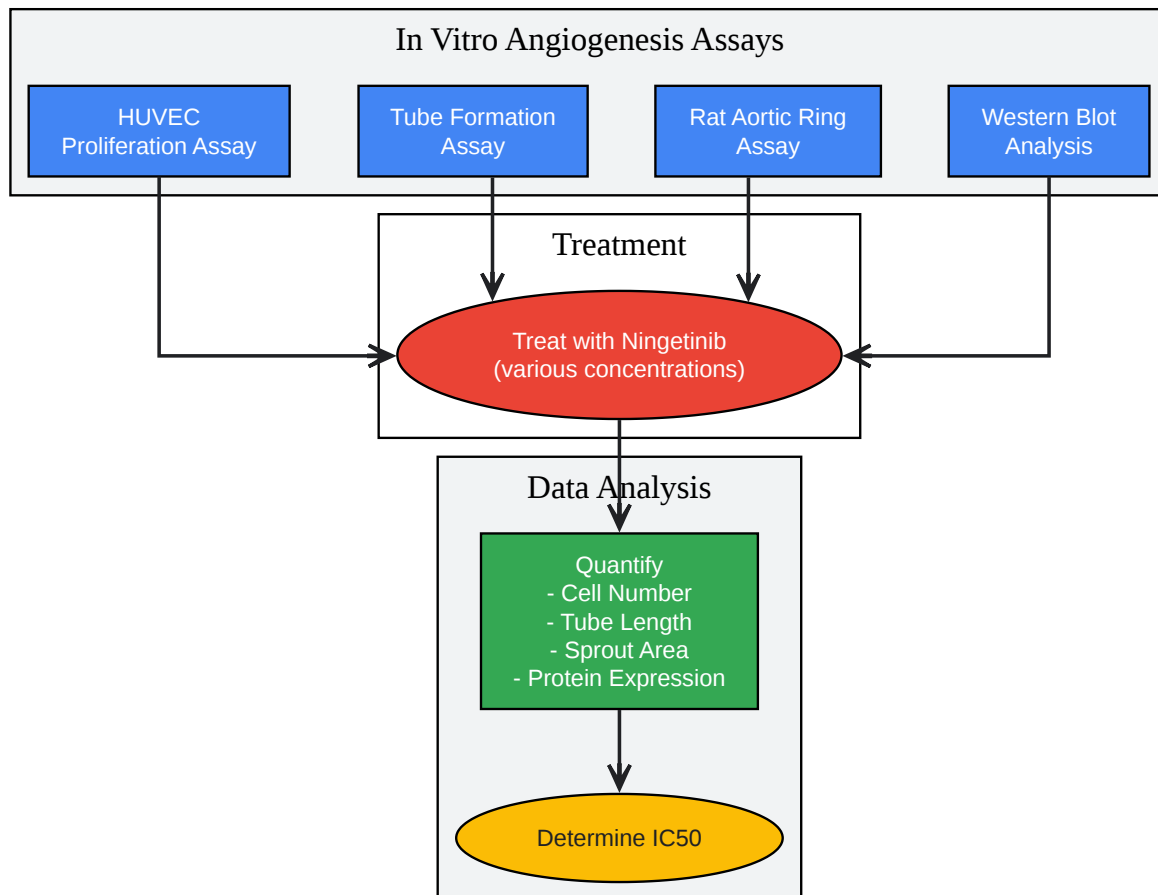 In Vitro Angiogenesis Assays
HUVEC
Proliferation Assay
Tube Formation
Assay
Rat Aortic Ring
Assay
Western Blot
Analysis
Treatment
Treat with Ningetinib
(various concentrations)
Data Analysis
Quantify
- Cell Number
- Tube Length
- Sprout Area
- Protein Expression
Determine IC50